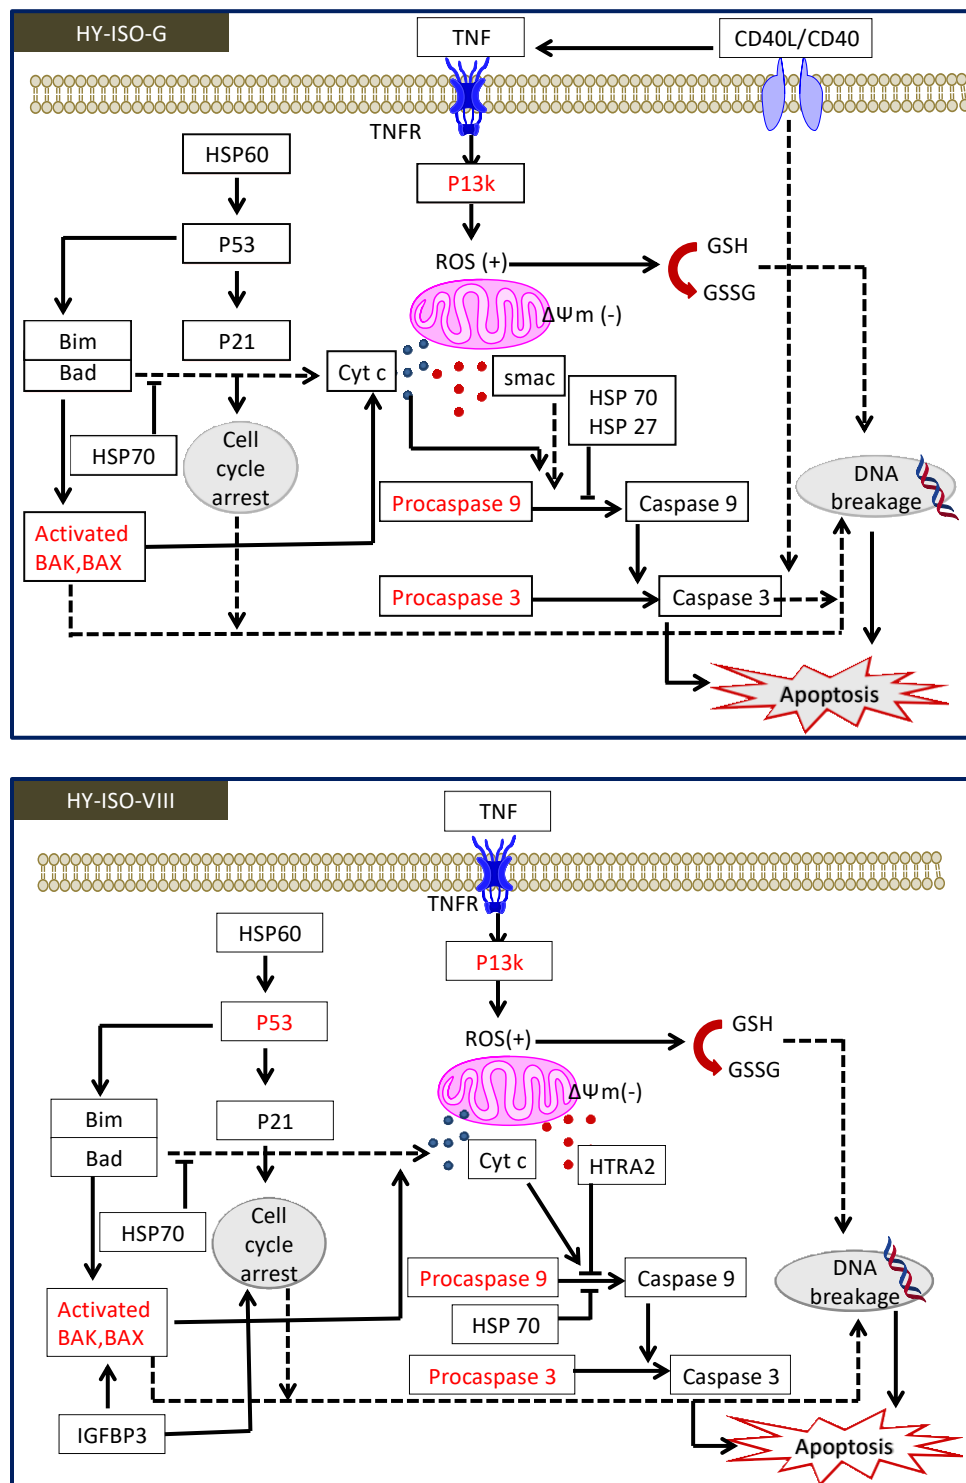 HY-ISO-G
TNF
CD40L/CD40
TNFR
HSP60
P13k
P53
ROS (+)
GSH
GSSG
ΔΨm (-)
Bim
Bad
P21
Cyt c
smac
HSP 70
HSP 27
HSP70
Cell
cycle
arrest
DNA
breakage
Procaspase 9
Caspase 9
Activated
BAK,BAX
Procaspase 3
Caspase 3
Apoptosis
HY-ISO-VIII
TNF
TNFR
HSP60
P13k
P53
ROS(+)
GSH
GSSG
ΔΨm(-)
Bim
Bad
P21
Cyt c
HTRA2
HSP70
Cell
cycle
arrest
DNA
breakage
Procaspase 9
Caspase 9
Activated
BAK,BAX
HSP 70
Procaspase 3
Caspase 3
IGFBP3
Apoptosis